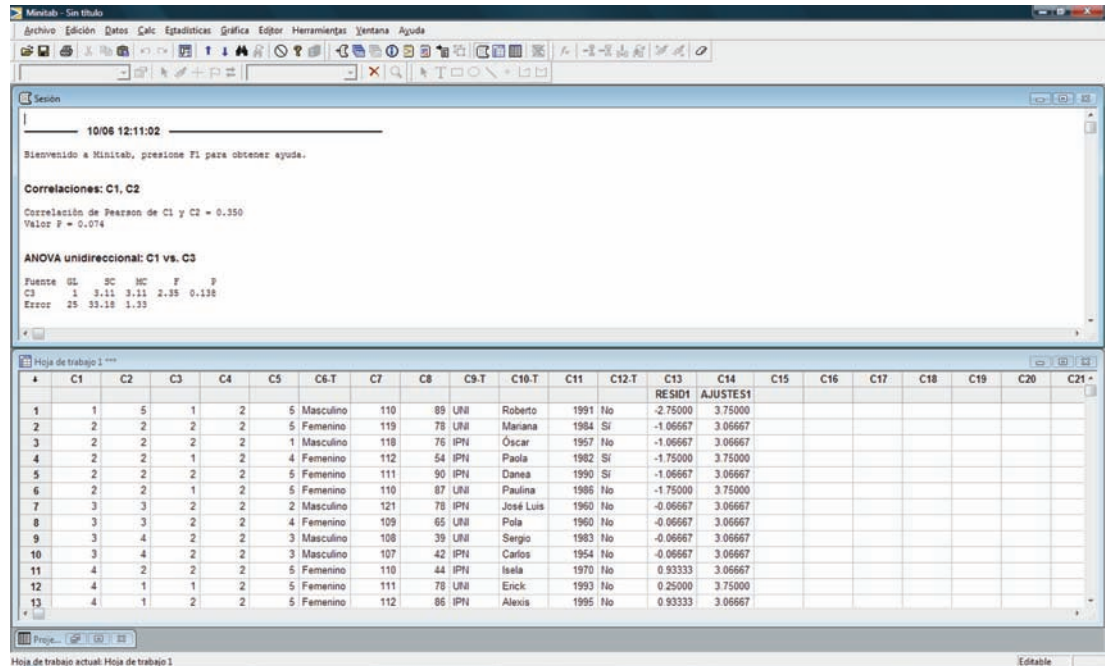 Minitab - Sin título
Archivo Edición Datos Calc Estadísticas Gráfica Editor Herramientas Ventana Ayuda
Sesión
10/06 12:11:02
Bienvenido a Minitab, presione F1 para obtener ayuda.
Correlaciones: C1, C2
Correlación de Pearson de C1 y C2 = 0.350
Valor P = 0.074
ANOVA unidireccional: C1 vs. C3
Fuente GL SC MC F P
C3 1 3.11 3.11 2.35 0.138
Error 25 33.18 1.33
Hoja de trabajo 1 ***
C1 C2 C3 C4 C5 C6-T C7 C8 C9-T C10-T C11 C12-T C13 C14 C15 C16 C17 C18 C19 C20 C21
RESID1 AJUSTES1
1 1 5 1 2 5 Masculino 110 89 UNI Roberto 1991 No -2.75000 3.75000
2 2 2 2 2 5 Femenino 119 78 UNI Mariana 1984 Sí -1.06667 3.06667
3 2 2 2 2 1 Masculino 118 76 IPN Óscar 1957 No -1.06667 3.06667
4 2 2 1 2 4 Femenino 112 54 IPN Paola 1982 Sí -1.75000 3.75000
5 2 2 2 2 5 Femenino 111 90 IPN Danea 1990 Sí -1.06667 3.06667
6 2 2 1 2 5 Femenino 110 87 UNI Paulina 1986 No -1.75000 3.75000
7 3 3 2 2 2 Masculino 121 78 IPN José Luis 1960 No -0.06667 3.06667
8 3 3 2 2 4 Femenino 109 65 UNI Pola 1960 No -0.06667 3.06667
9 3 4 2 2 3 Masculino 108 39 UNI Sergio 1983 No -0.06667 3.06667
10 3 4 2 2 3 Masculino 107 42 IPN Carlos 1954 No -0.06667 3.06667
11 4 2 2 2 5 Femenino 110 44 IPN Isela 1970 No 0.93333 3.06667
12 4 1 1 2 5 Femenino 111 78 UNI Erick 1993 No 0.25000 3.75000
13 4 1 2 2 5 Femenino 112 86 IPN Alexis 1995 No 0.93333 3.06667
Proje...
Hoja de trabajo actual: Hoja de trabajo 1
Editable